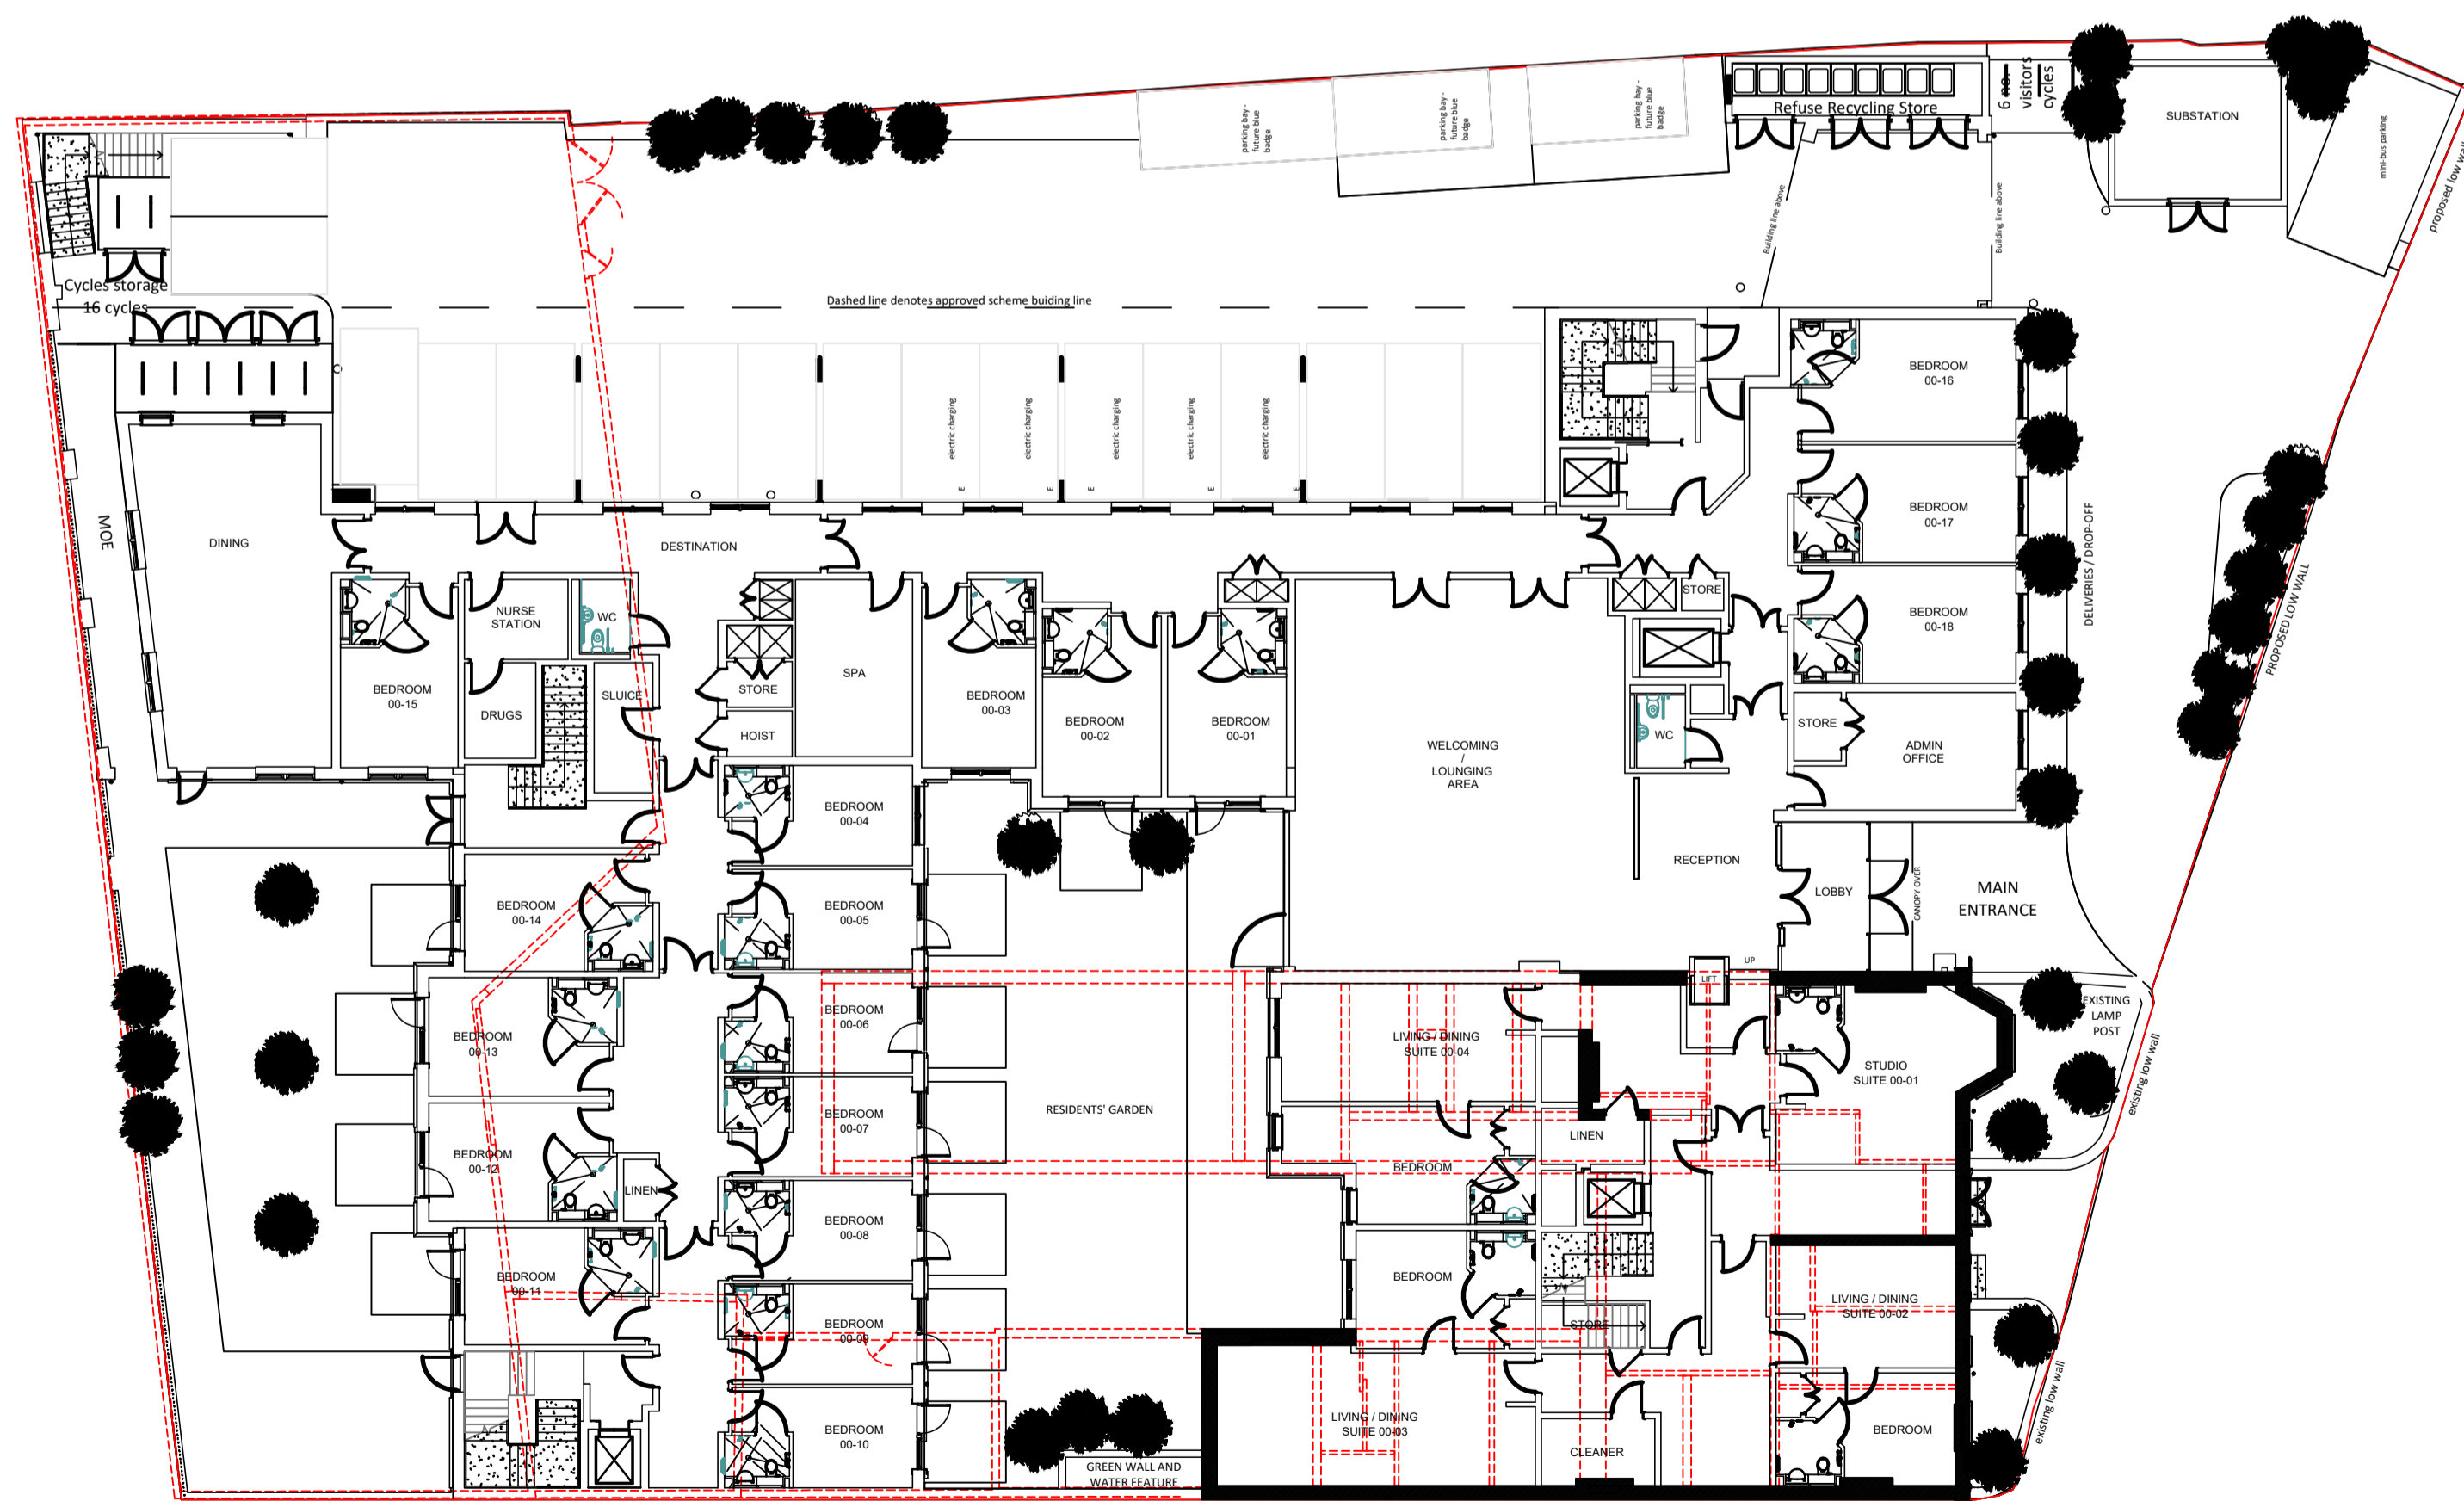 parking bay -
future blue
badge
parking bay -
future blue
badge
parking bay -
future blue
badge
Refuse Recycling Store
6 no.
visitors
cycles
SUBSTATION
mini-bus parking
proposed low wall
Building line above
Building line above
Cycles storage
16 cycles
Dashed line denotes approved scheme buiding line
electric charging
electric charging
electric charging
electric charging
electric charging
E
E
E
E
E
BEDROOM
00-16
BEDROOM
00-17
BEDROOM
00-18
DELIVERIES / DROP-OFF
PROPOSED LOW WALL
MOE
DINING
DESTINATION
NURSE
STATION
WC
BEDROOM
00-15
DRUGS
SLUICE
STORE
HOIST
SPA
BEDROOM
00-03
BEDROOM
00-02
BEDROOM
00-01
WELCOMING
/
LOUNGING
AREA
STORE
WC
STORE
ADMIN
OFFICE
RECEPTION
LOBBY
CANOPY OVER
MAIN
ENTRANCE
BEDROOM
00-04
BEDROOM
00-05
BEDROOM
00-06
BEDROOM
00-07
BEDROOM
00-08
BEDROOM
00-09
BEDROOM
00-10
BEDROOM
00-14
BEDROOM
00-13
BEDROOM
00-12
LINEN
BEDROOM
00-11
RESIDENTS' GARDEN
GREEN WALL AND
WATER FEATURE
UP
LIFT
LIVING / DINING
SUITE 00-04
LINEN
BEDROOM
BEDROOM
STORE
LIVING / DINING
SUITE 00-03
CLEANER
STUDIO
SUITE 00-01
LIVING / DINING
SUITE 00-02
BEDROOM
EXISTING
LAMP
POST
existing low wall
existing low wall